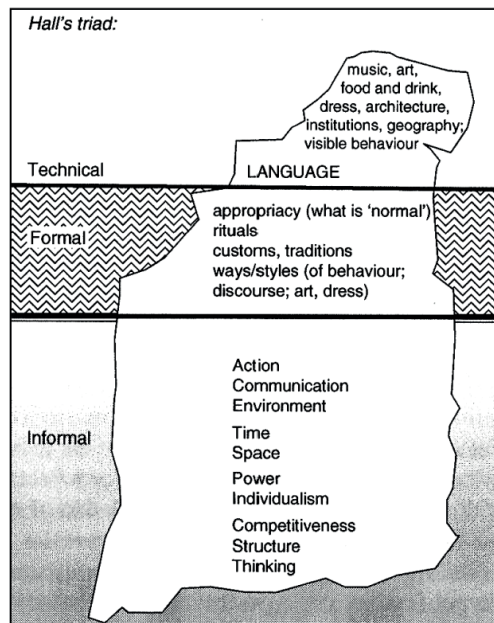 Hall's triad:
music, art,
food and drink,
dress, architecture,
institutions, geography;
visible behaviour
Technical
LANGUAGE
Formal
appropriacy (what is 'normal')
rituals
customs, traditions
ways/styles (of behaviour;
discourse; art, dress)
Informal
Action
Communication
Environment
Time
Space
Power
Individualism
Competitiveness
Structure
Thinking